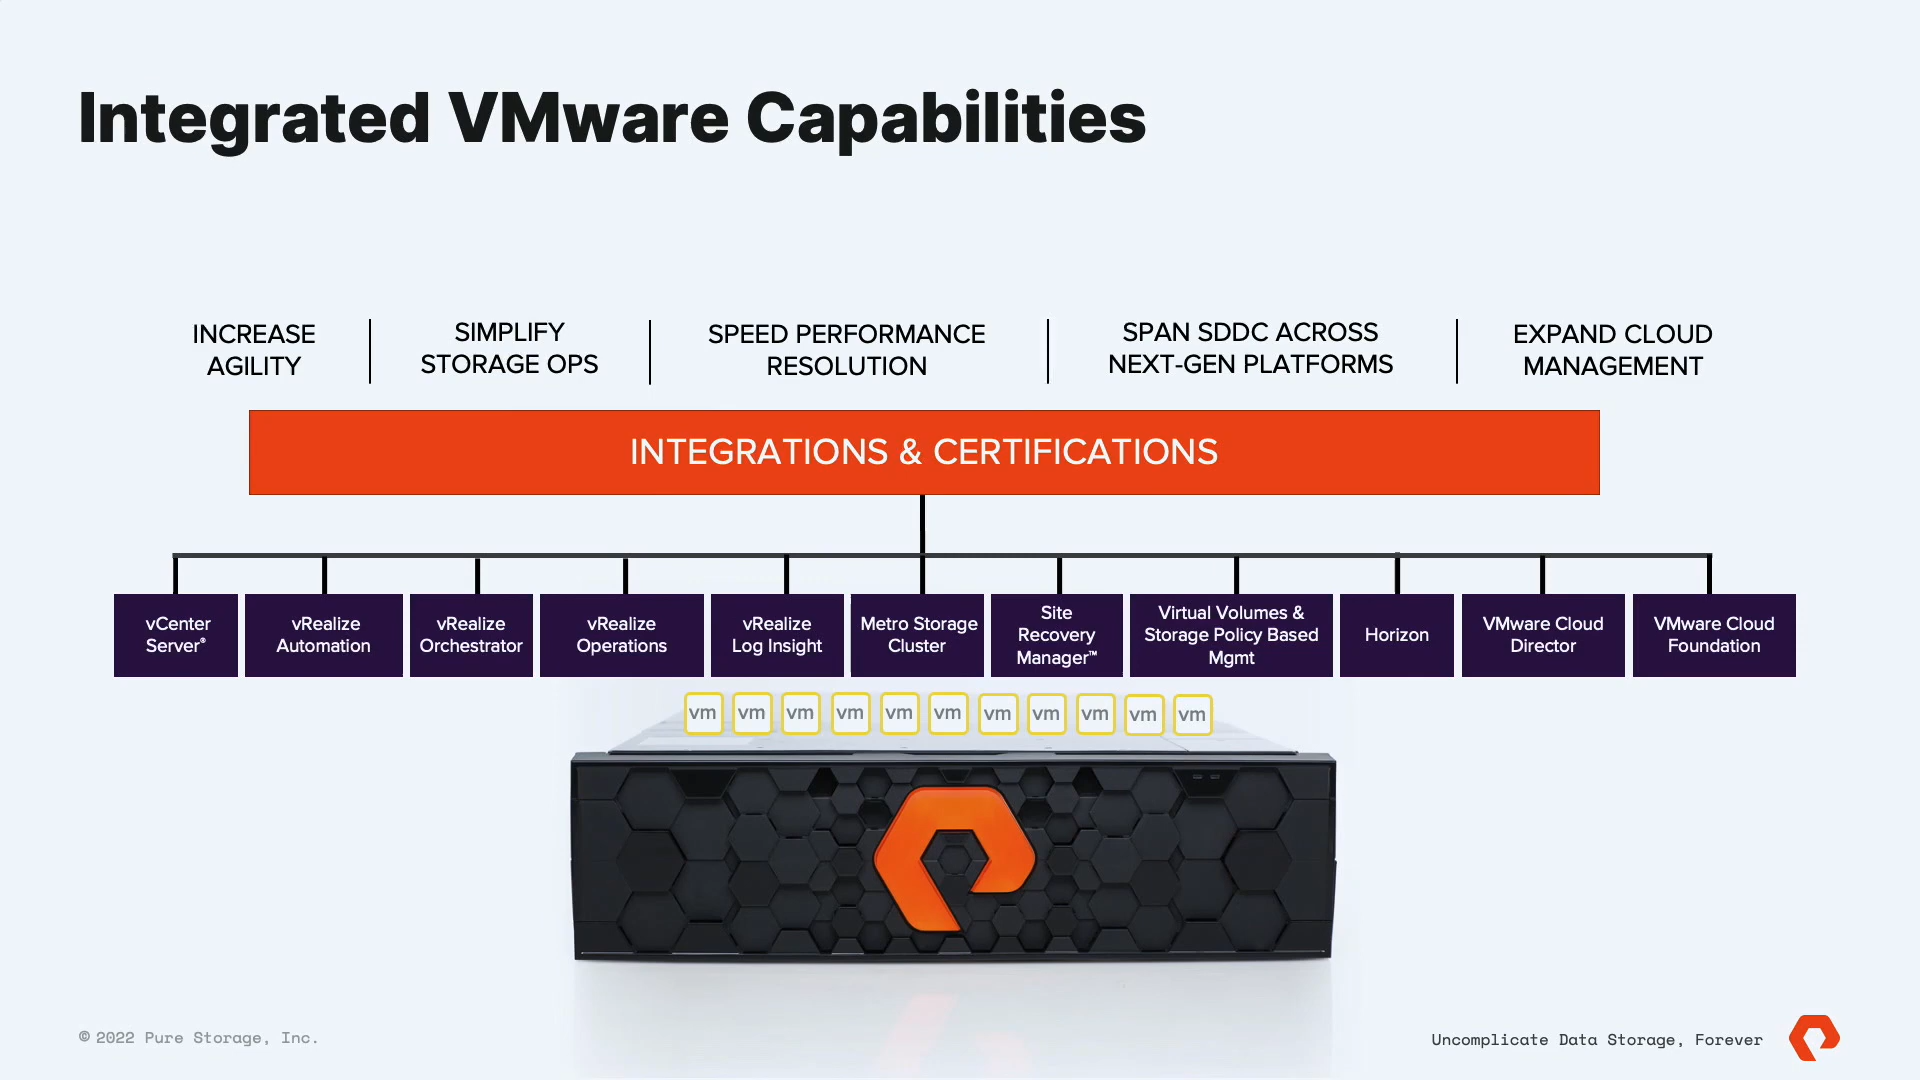 Integrated VMware Capabilities
INCREASE
AGILITY
SIMPLIFY
STORAGE OPS
SPEED PERFORMANCE
RESOLUTION
SPAN SDDC ACROSS
NEXT-GEN PLATFORMS
EXPAND CLOUD
MANAGEMENT
INTEGRATIONS & CERTIFICATIONS
vCenter
Server®
vRealize
Automation
vRealize
Orchestrator
vRealize
Operations
vRealize
Log Insight
Metro Storage
Cluster
Site
Recovery
Manager™
Virtual Volumes &
Storage Policy Based
Mgmt
Horizon
VMware Cloud
Director
VMware Cloud
Foundation
vm vm vm vm vm vm vm vm vm vm vm
© 2022 Pure Storage, Inc.
Uncomplicate Data Storage, Forever